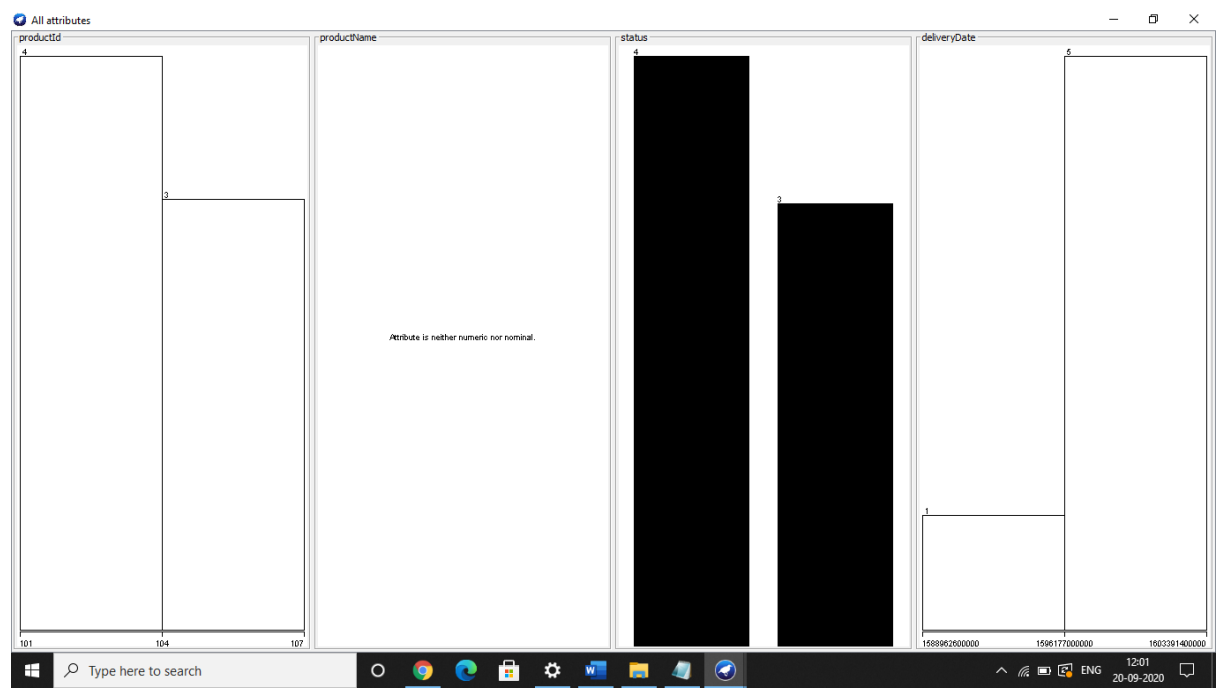 All attributes
productId
4
3
101 104 107
productName
Attribute is neither numeric nor nominal.
status
4
3
deliveryDate
5
1
1588962600000 1596177000000 1603391400000
Type here to search
W
ENG
12:01
20-09-2020